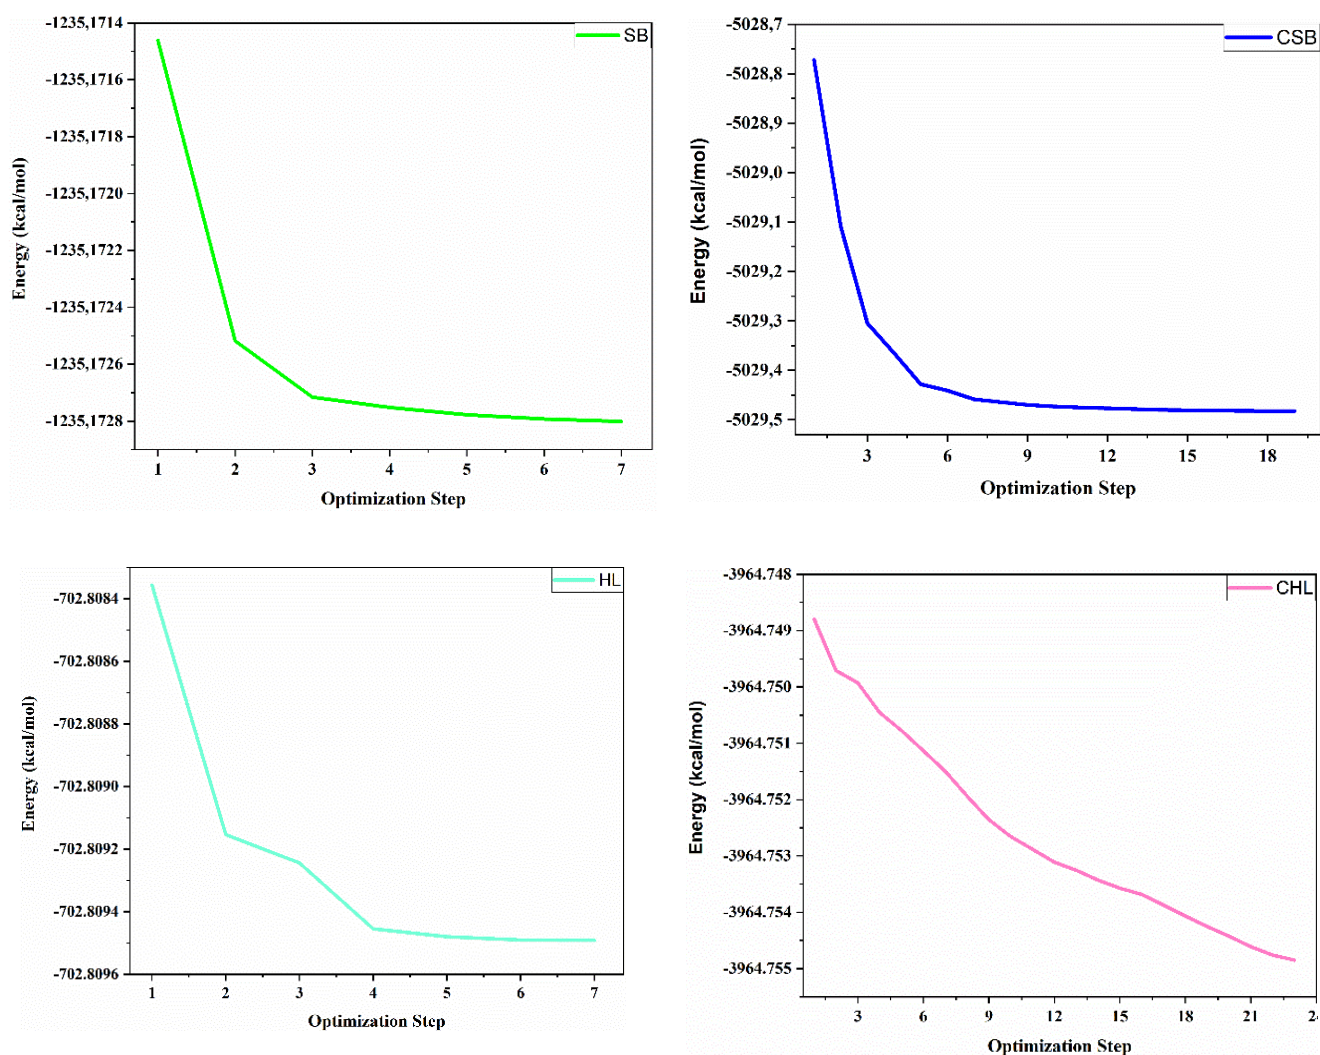 SB
-1235,1714
-1235,1716
-1235,1718
-1235,1720
-1235,1722
-1235,1724
-1235,1726
-1235,1728
Energy (kcal/mol)
1 2 3 4 5 6 7
Optimization Step
CSB
-5028,7
-5028,8
-5028,9
-5029,0
-5029,1
-5029,2
-5029,3
-5029,4
-5029,5
Energy (kcal/mol)
3 6 9 12 15 18
Optimization Step
HL
-702.8084
-702.8086
-702.8088
-702.8090
-702.8092
-702.8094
-702.8096
Energy (kcal/mol)
1 2 3 4 5 6 7
Optimization Step
CHL
-3964.748
-3964.749
-3964.750
-3964.751
-3964.752
-3964.753
-3964.754
-3964.755
Energy (kcal/mol)
3 6 9 12 15 18 21 24
Optimization Step